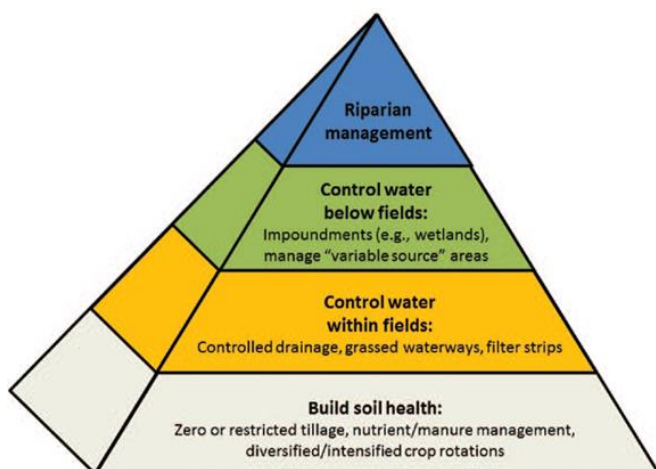 Riparian
management
Control water
below fields:
Impoundments (e.g., wetlands),
manage “variable source” areas
Control water
within fields:
Controlled drainage, grassed waterways, filter strips
Build soil health:
Zero or restricted tillage, nutrient/manure management,
diversified/intensified crop rotations